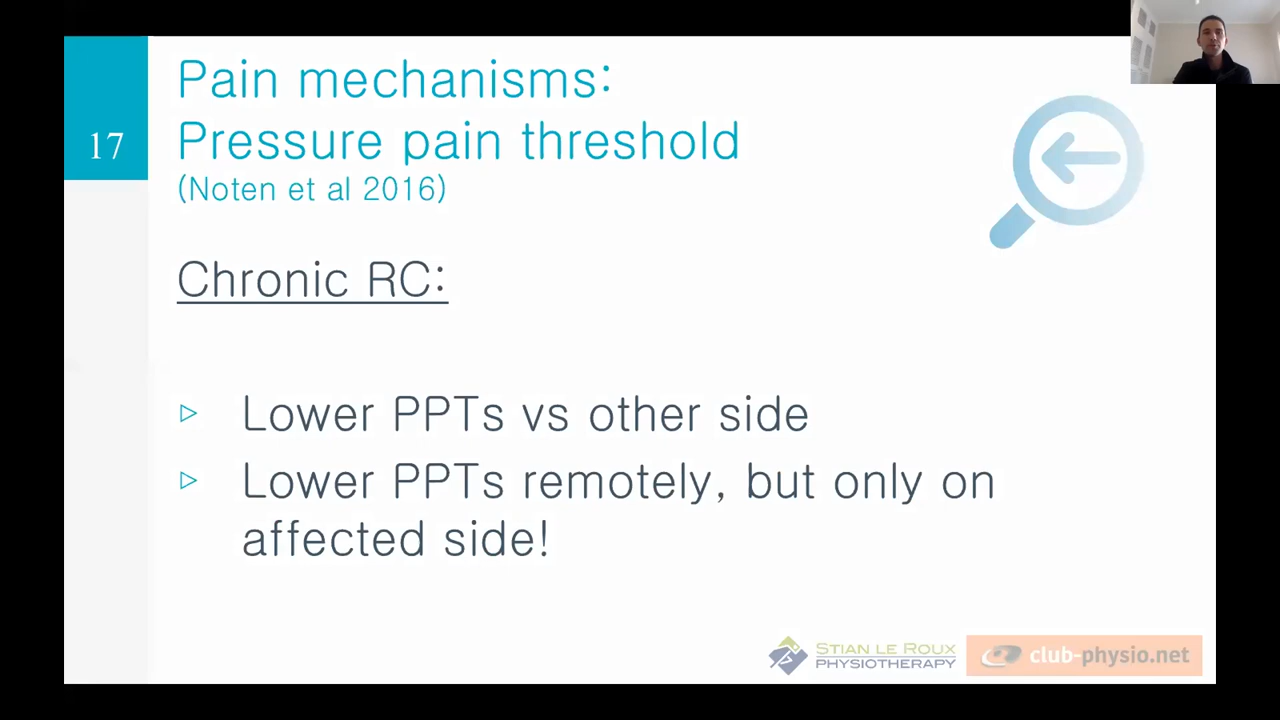 17
Pain mechanisms:
Pressure pain threshold
(Noten et al 2016)
Chronic RC:
Lower PPTs vs other side
Lower PPTs remotely, but only on
affected side!
STIAN LE ROUX
PHYSIOTHERAPY
club-physio.net